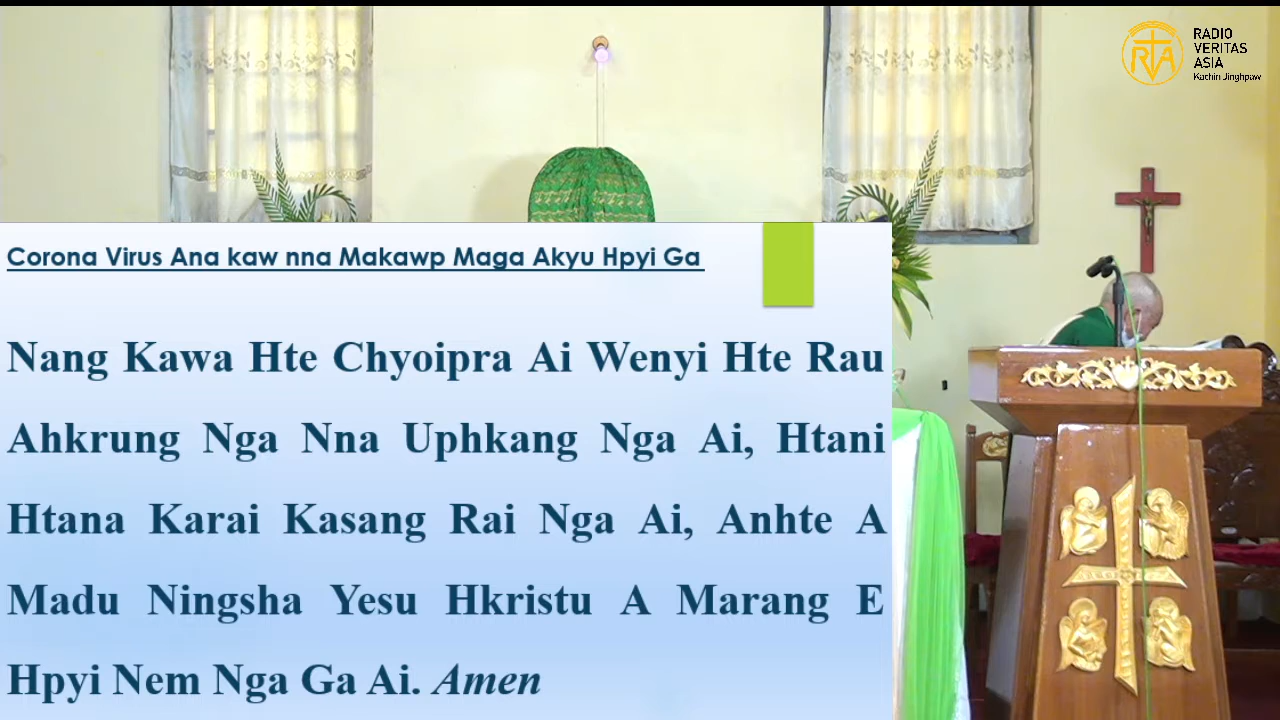 RADIO
VERITAS
ASIA
Kachin Jinghpaw
Corona Virus Ana kaw nna Makawp Maga Akyu Hpyi Ga
Nang Kawa Hte Chyoipra Ai Wenyi Hte Rau
Ahkrung Nga Nna Uphkang Nga Ai, Htani
Htana Karai Kasang Rai Nga Ai, Anhte A
Madu Ningsha Yesu Hkristu A Marang E
Hpyi Nem Nga Ga Ai. Amen